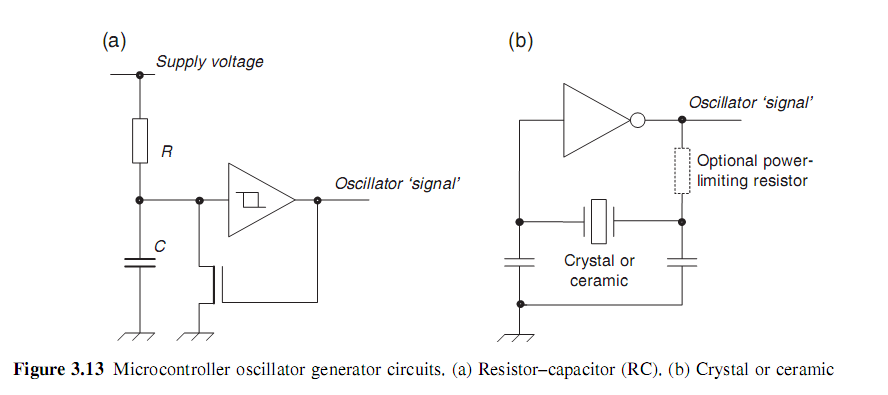 (a)
Supply voltage
R
Oscillator ‘signal’
C
(b)
Oscillator ‘signal’
Optional power-
limiting resistor
Crystal or
ceramic
Figure 3.13 Microcontroller oscillator generator circuits. (a) Resistor–capacitor (RC). (b) Crystal or ceramic